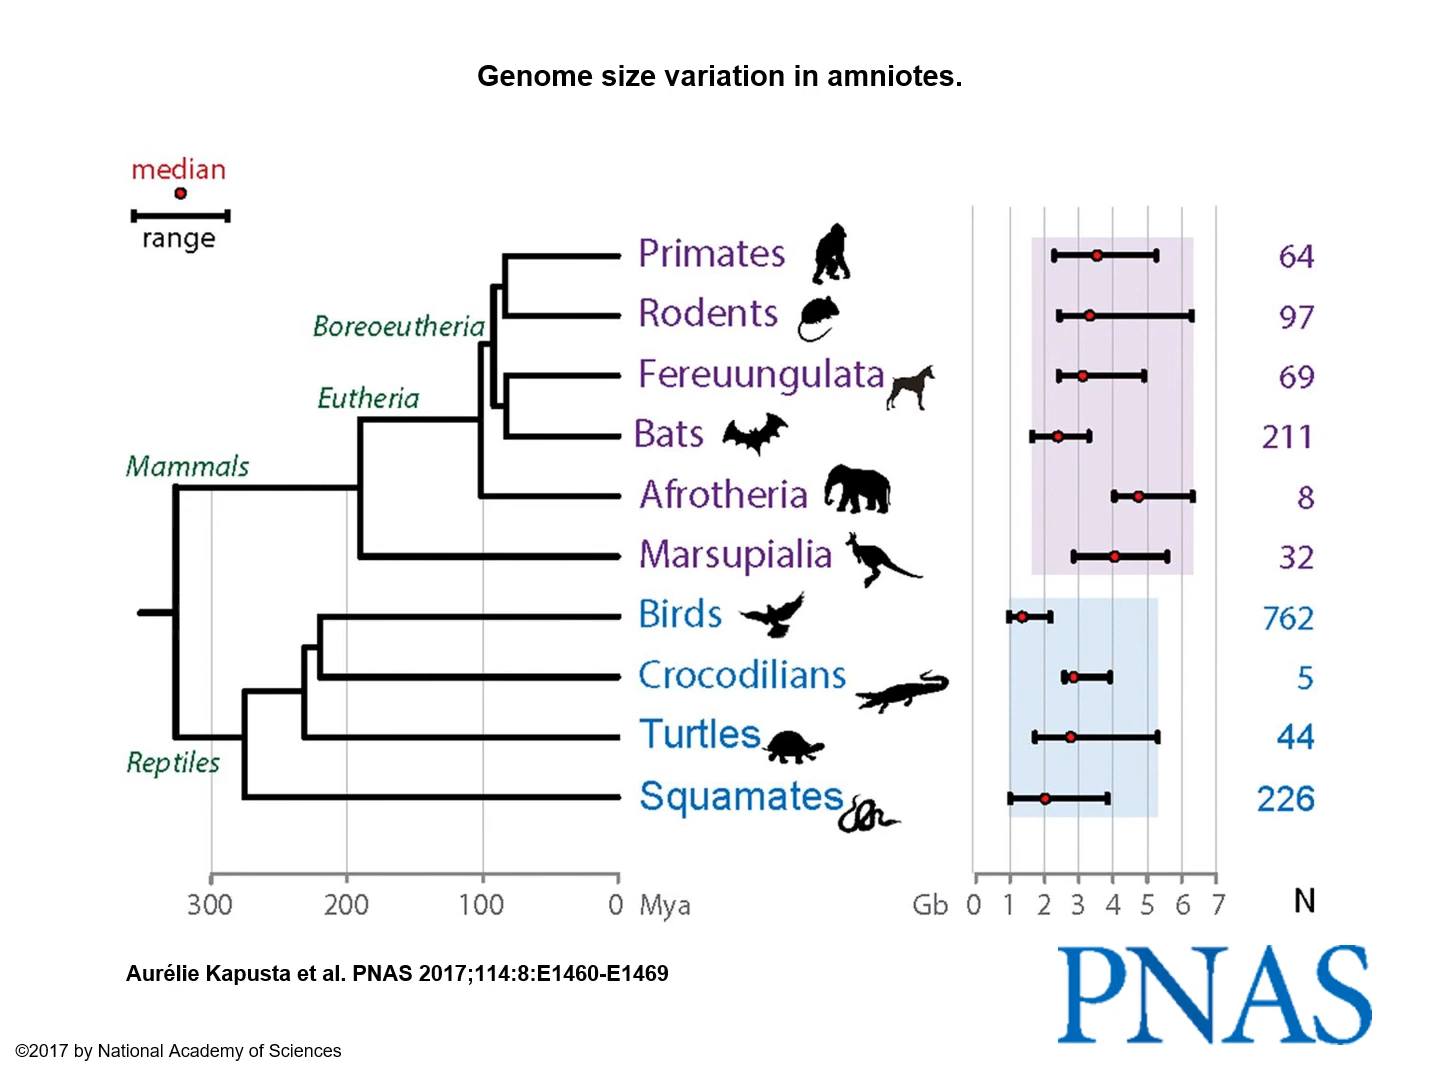 Genome size variation in amniotes.
median
range
Primates 64
Rodents 97
Boreoeutheria
Fereuungulata 69
Eutheria
Bats 211
Mammals
Afrotheria 8
Marsupialia 32
Birds 762
Crocodilians 5
Turtles 44
Reptiles
Squamates 226
300 200 100 0 Mya Gb 0 1 2 3 4 5 6 7 N
Aurélie Kapusta et al. PNAS 2017;114:8:E1460-E1469
PNAS
©2017 by National Academy of Sciences